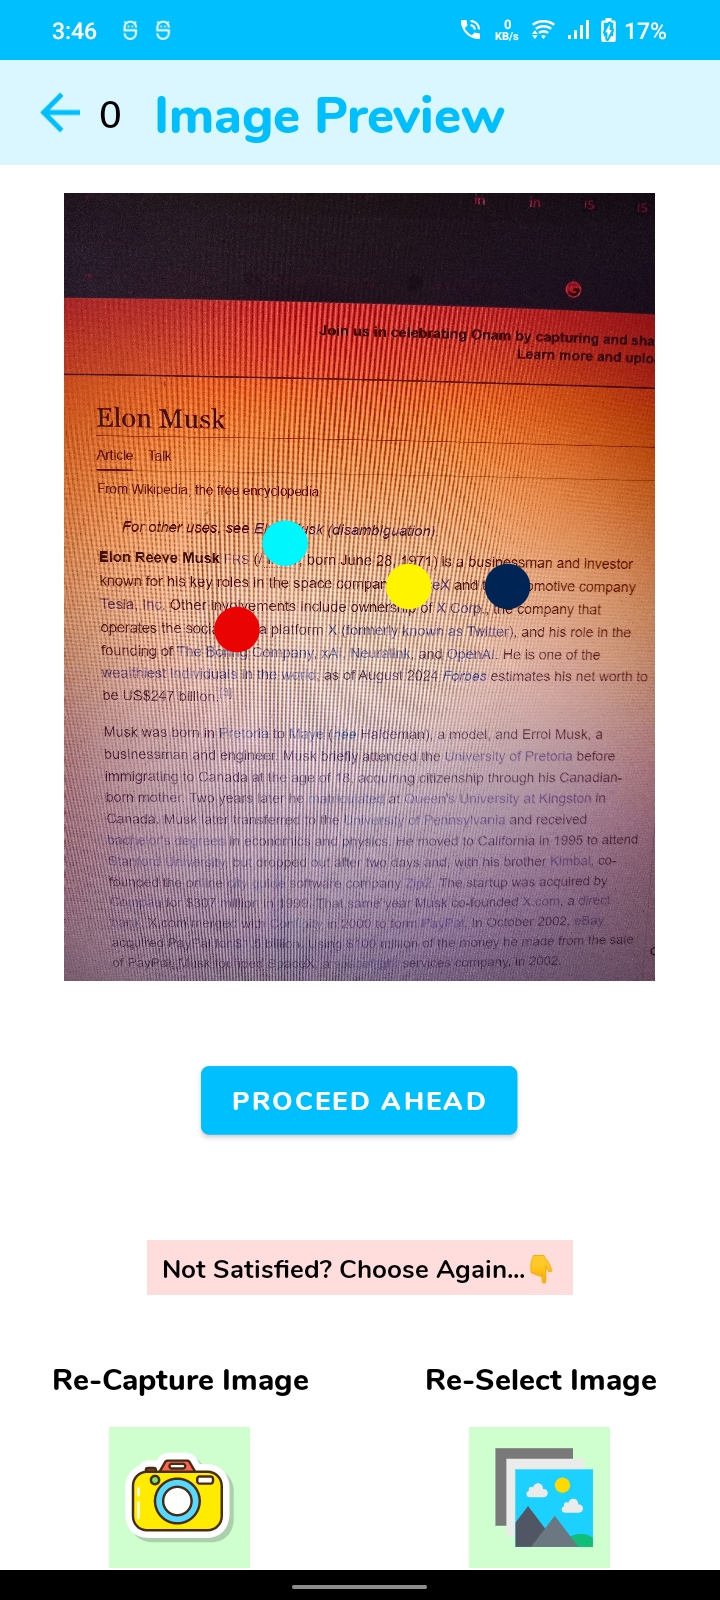 3:46
0
KB/s
17%
0 Image Preview
in in is is
Join us in celebrating Onam by capturing and sha
Learn more and uplo
Elon Musk
Article Talk
From Wikipedia, the free encyclopedia
For other uses, see Elon Musk (disambiguation).
Elon Reeve Musk FRS born June 28, 1971) is a businessman and investor
known for his key roles in the space company eX and omotive company
Tesla, Inc. Other involvements include ownership of X Corp., the company that
operates the soci a platform X (formerly known as Twitter), and his role in the
founding of The Boring Company, xAI, Neuralink, and OpenAI. He is one of the
wealthiest individuals in the world; as of August 2024 Forbes estimates his net worth to
be US$247 billion.[3]
Musk was born in Pretoria to Maye (née Haldeman), a model, and Errol Musk, a
businessman and engineer. Musk briefly attended the University of Pretoria before
immigrating to Canada at the age of 18, acquiring citizenship through his Canadian-
born mother. Two years later he matriculated at Queen's University at Kingston in
Canada. Musk later transferred to the University of Pennsylvania and received
bachelor's degrees in economics and physics. He moved to California in 1995 to attend
Stanford University, but dropped out after two days and, with his brother Kimbal, co-
founded the online city guide software company Zip2. The startup was acquired by
Compaq for $307 million in 1999. That same year Musk co-founded X.com, a direct
bank. X.com merged with Confinity in 2000 to form PayPal. In October 2002, eBay
acquired PayPal for $1.5 billion. Using $100 million of the money he made from the sale
of PayPal, Musk founded SpaceX, a spaceflight services company, in 2002.
PROCEED AHEAD
Not Satisfied? Choose Again...👇
Re-Capture Image Re-Select Image